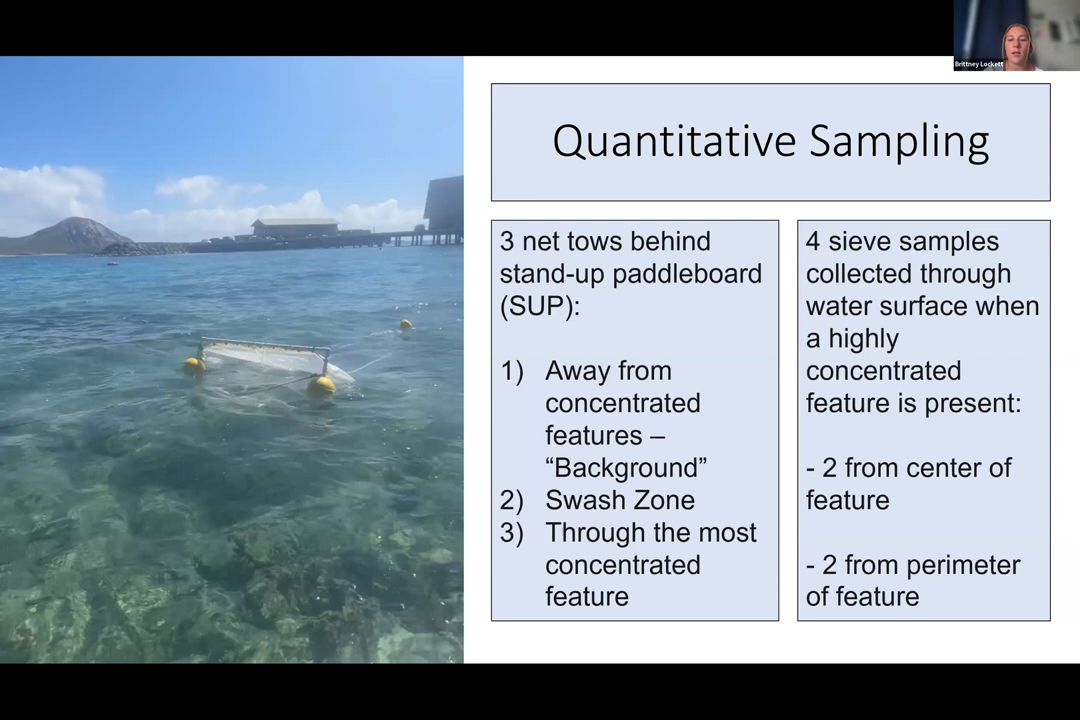 Brittney Lockett
Quantitative Sampling
3 net tows behind
stand-up paddleboard
(SUP):
1) Away from
concentrated
features –
“Background”
2) Swash Zone
3) Through the most
concentrated
feature
4 sieve samples
collected through
water surface when
a highly
concentrated
feature is present:
- 2 from center of
feature
- 2 from perimeter
of feature